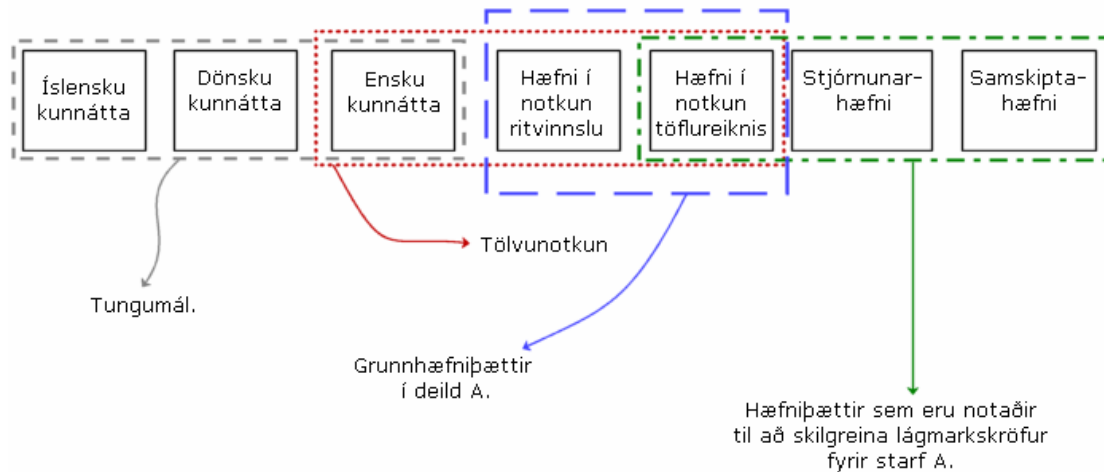 Íslensku
kunnátta
Dönsku
kunnátta
Ensku
kunnátta
Hæfni í
notkun
ritvinnslu
Hæfni í
notkun
töflureiknis
Stjórnunar-
hæfni
Samskipta-
hæfni
Tölvunotkun
Tungumál.
Grunnhæfniþættir
í deild A.
Hæfniþættir sem eru notaðir
til að skilgreina lágmarkskröfur
fyrir starf A.